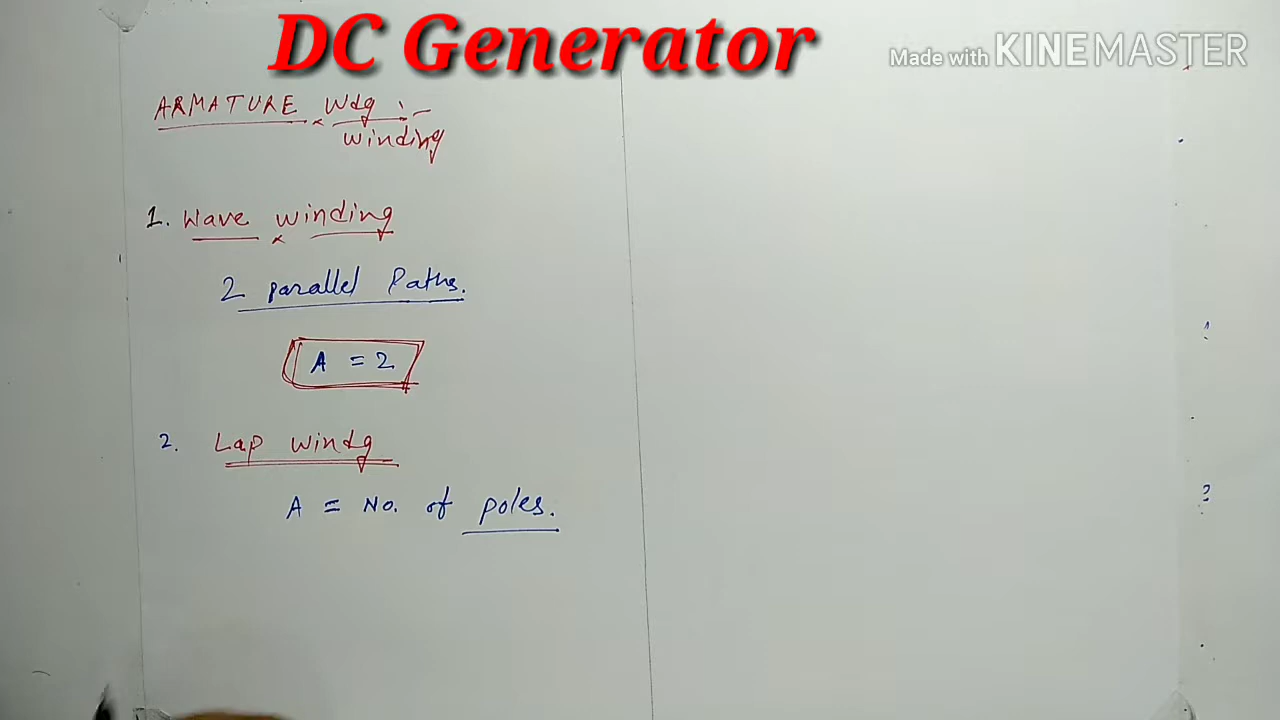 DC Generator
Made with KINEMASTER
ARMATURE Wdg :-
winding
1. Wave winding
2 parallel Paths.
A = 2
2. Lap windg
A = No. of poles.
?